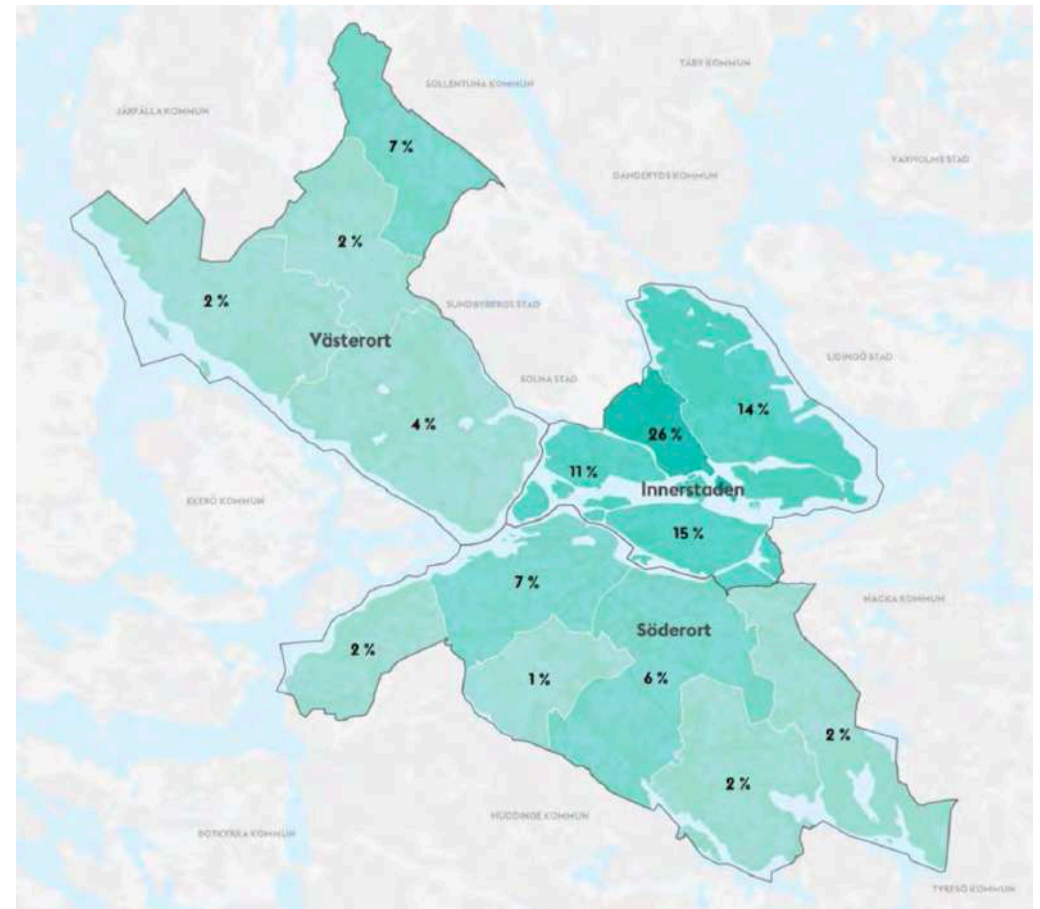 TÄBY KOMMUN
SOLLENTUNA KOMMUN
JÄRFÄLLA KOMMUN
7 %
VAXHOLMS STAD
DANDERYDS KOMMUN
2 %
2 %
SUNDBYBERGS STAD
Västerort
LIDINGÖ STAD
SOLNA STAD
14 %
4 %
26 %
11 %
Innerstaden
EKERÖ KOMMUN
15 %
7 %
NACKA KOMMUN
Söderort
2 %
1 %
6 %
2 %
2 %
HUDDINGE KOMMUN
BOTKYRKA KOMMUN
TYRESÖ KOMMUN